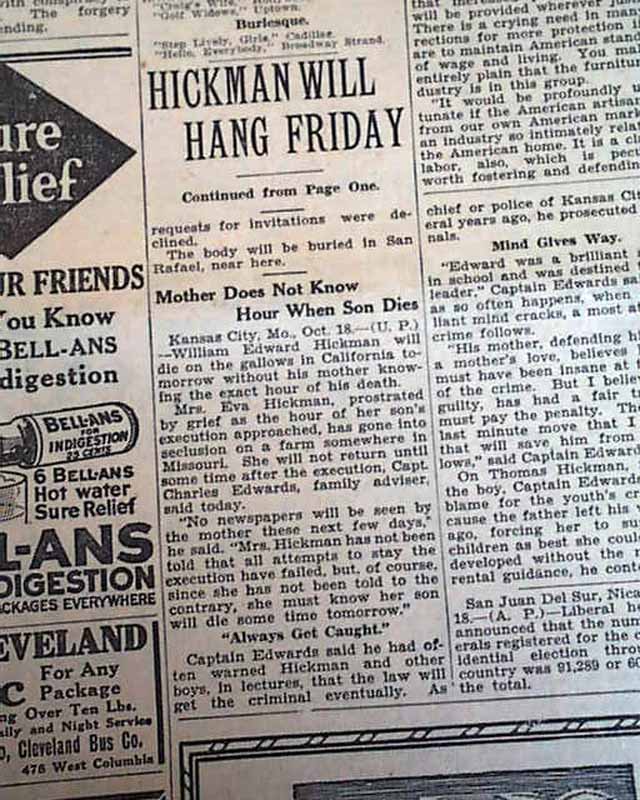 The forgery
ending.
ure
lief
UR FRIENDS
You Know
BELL-ANS
digestion
BELL-ANS
FOR
INDIGESTION
25 CENTS
6 BELL-ANS
Hot water
Sure Relief
L-ANS
DIGESTION
CKAGES EVERYWHERE
EVELAND
For Any
C Package
ng Over Ten Lbs.
ally and Night Service
o, Cleveland Bus Co.
476 West Columbia
"Golf Widows," Uptown.
Burlesque.
"Step Lively, Girls," Cadillac.
"Hello, Everybody," Broadway Strand.
HICKMAN WILL
HANG FRIDAY
Continued from Page One.
requests for invitations were de-
clined.
The body will be buried in San
Rafael, near here.
Mother Does Not Know
Hour When Son Dies
Kansas City, Mo., Oct. 18.—(U. P.)
—William Edward Hickman will
die on the gallows in California to-
morrow without his mother know-
ing the exact hour of his death.
Mrs. Eva Hickman, prostrated
by grief as the hour of her son's
execution approached, has gone into
seclusion on a farm somewhere in
Missouri. She will not return until
some time after the execution, Capt.
Charles Edwards, family adviser,
said today.
"No newspapers will be seen by
the mother these next few days,"
he said. "Mrs. Hickman has not been
told that all attempts to stay the
execution have failed, but, of course,
since she has not been told to the
contrary, she must know her son
will die some time tomorrow."
"Always Get Caught."
Captain Edwards said he had of-
ten warned Hickman and other
boys, in lectures, that the law will
get the criminal eventually. As
will be provided wherever
There is a crying need in many
rections for more protection
are to maintain American stand
of wage and living. You may
entirely plain that the furnitu
dustry is in this group.
"It would be profoundly u
tunate if the American artisa
from our own American mark
an industry so intimately rela
the American home. It is a cl
labor, also, which is pecu
worth fostering and defendin
chief or police of Kansas Cit
eral years ago, he prosecuted
nals.
Mind Gives Way.
"Edward was a brilliant
in school and was destined
leader," Captain Edwards sa
as so often happens, when
liant mind cracks, a most a
crime follows.
"His mother, defending hi
a mother's love, believes
must have been insane at t
of the crime. But I believ
guilty, has had a fair t
must pay the penalty. Th
last minute move that I
that will save him from
lows," said Captain Edward
On Thomas Hickman,
the boy, Captain Edwards
blame for the youth's c
cause the father left his
ago, forcing her to su
children as best she coul
developed without the
rental guidance, he conte
San Juan Del Sur, Nica
18.—(A. P.)—Liberal h
announced that the num
erals registered for the
idential election throu
country was 91,289 or 60
the total.